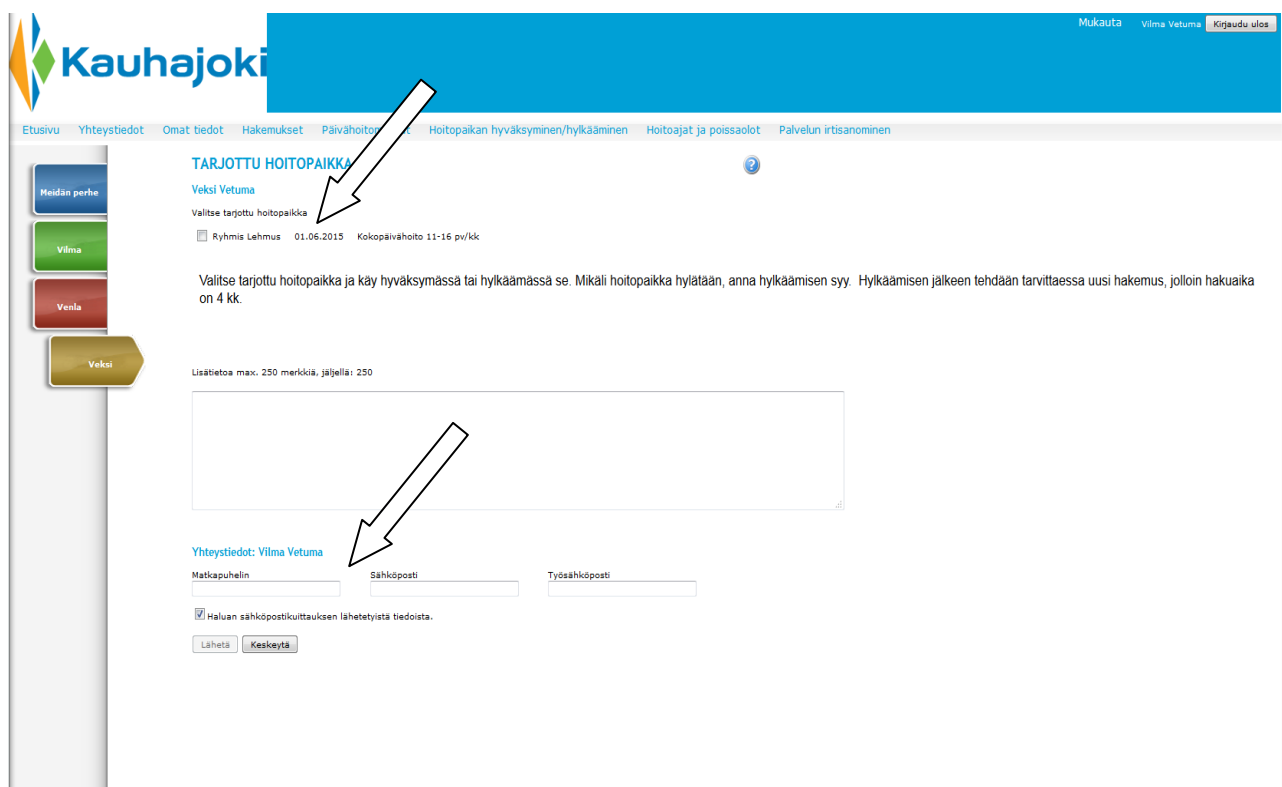 Mukauta Vilma Vetuma Kirjaudu ulos
Kauhajoki
Etusivu Yhteystiedot Omat tiedot Hakemukset Hoitopaikan hyväksyminen/hylkääminen Hoitoajat ja poissaolot Palvelun irtisanominen
TARJOTTU HOITOPAIKKA
Meidän perhe
Veksi Vetuma
Valitse tarjottu hoitopaikka
Ryhmis Lehmus 01.06.2015 Kokopäivähoito 11-16 pv/kk
Vilma
Valitse tarjottu hoitopaikka ja käy hyväksymässä tai hylkäämässä se. Mikäli hoitopaikka hylätään, anna hylkäämisen syy. Hylkäämisen jälkeen tehdään tarvittaessa uusi hakemus, jolloin hakuaika
on 4 kk.
Venla
Veksi
Lisätietoa max. 250 merkkiä, jäljellä: 250
Yhteystiedot: Vilma Vetuma
Matkapuhelin Sähköposti Työsähköposti
Haluan sähköpostikuittauksen lähetetyistä tiedoista.
Lähetä Keskeytä